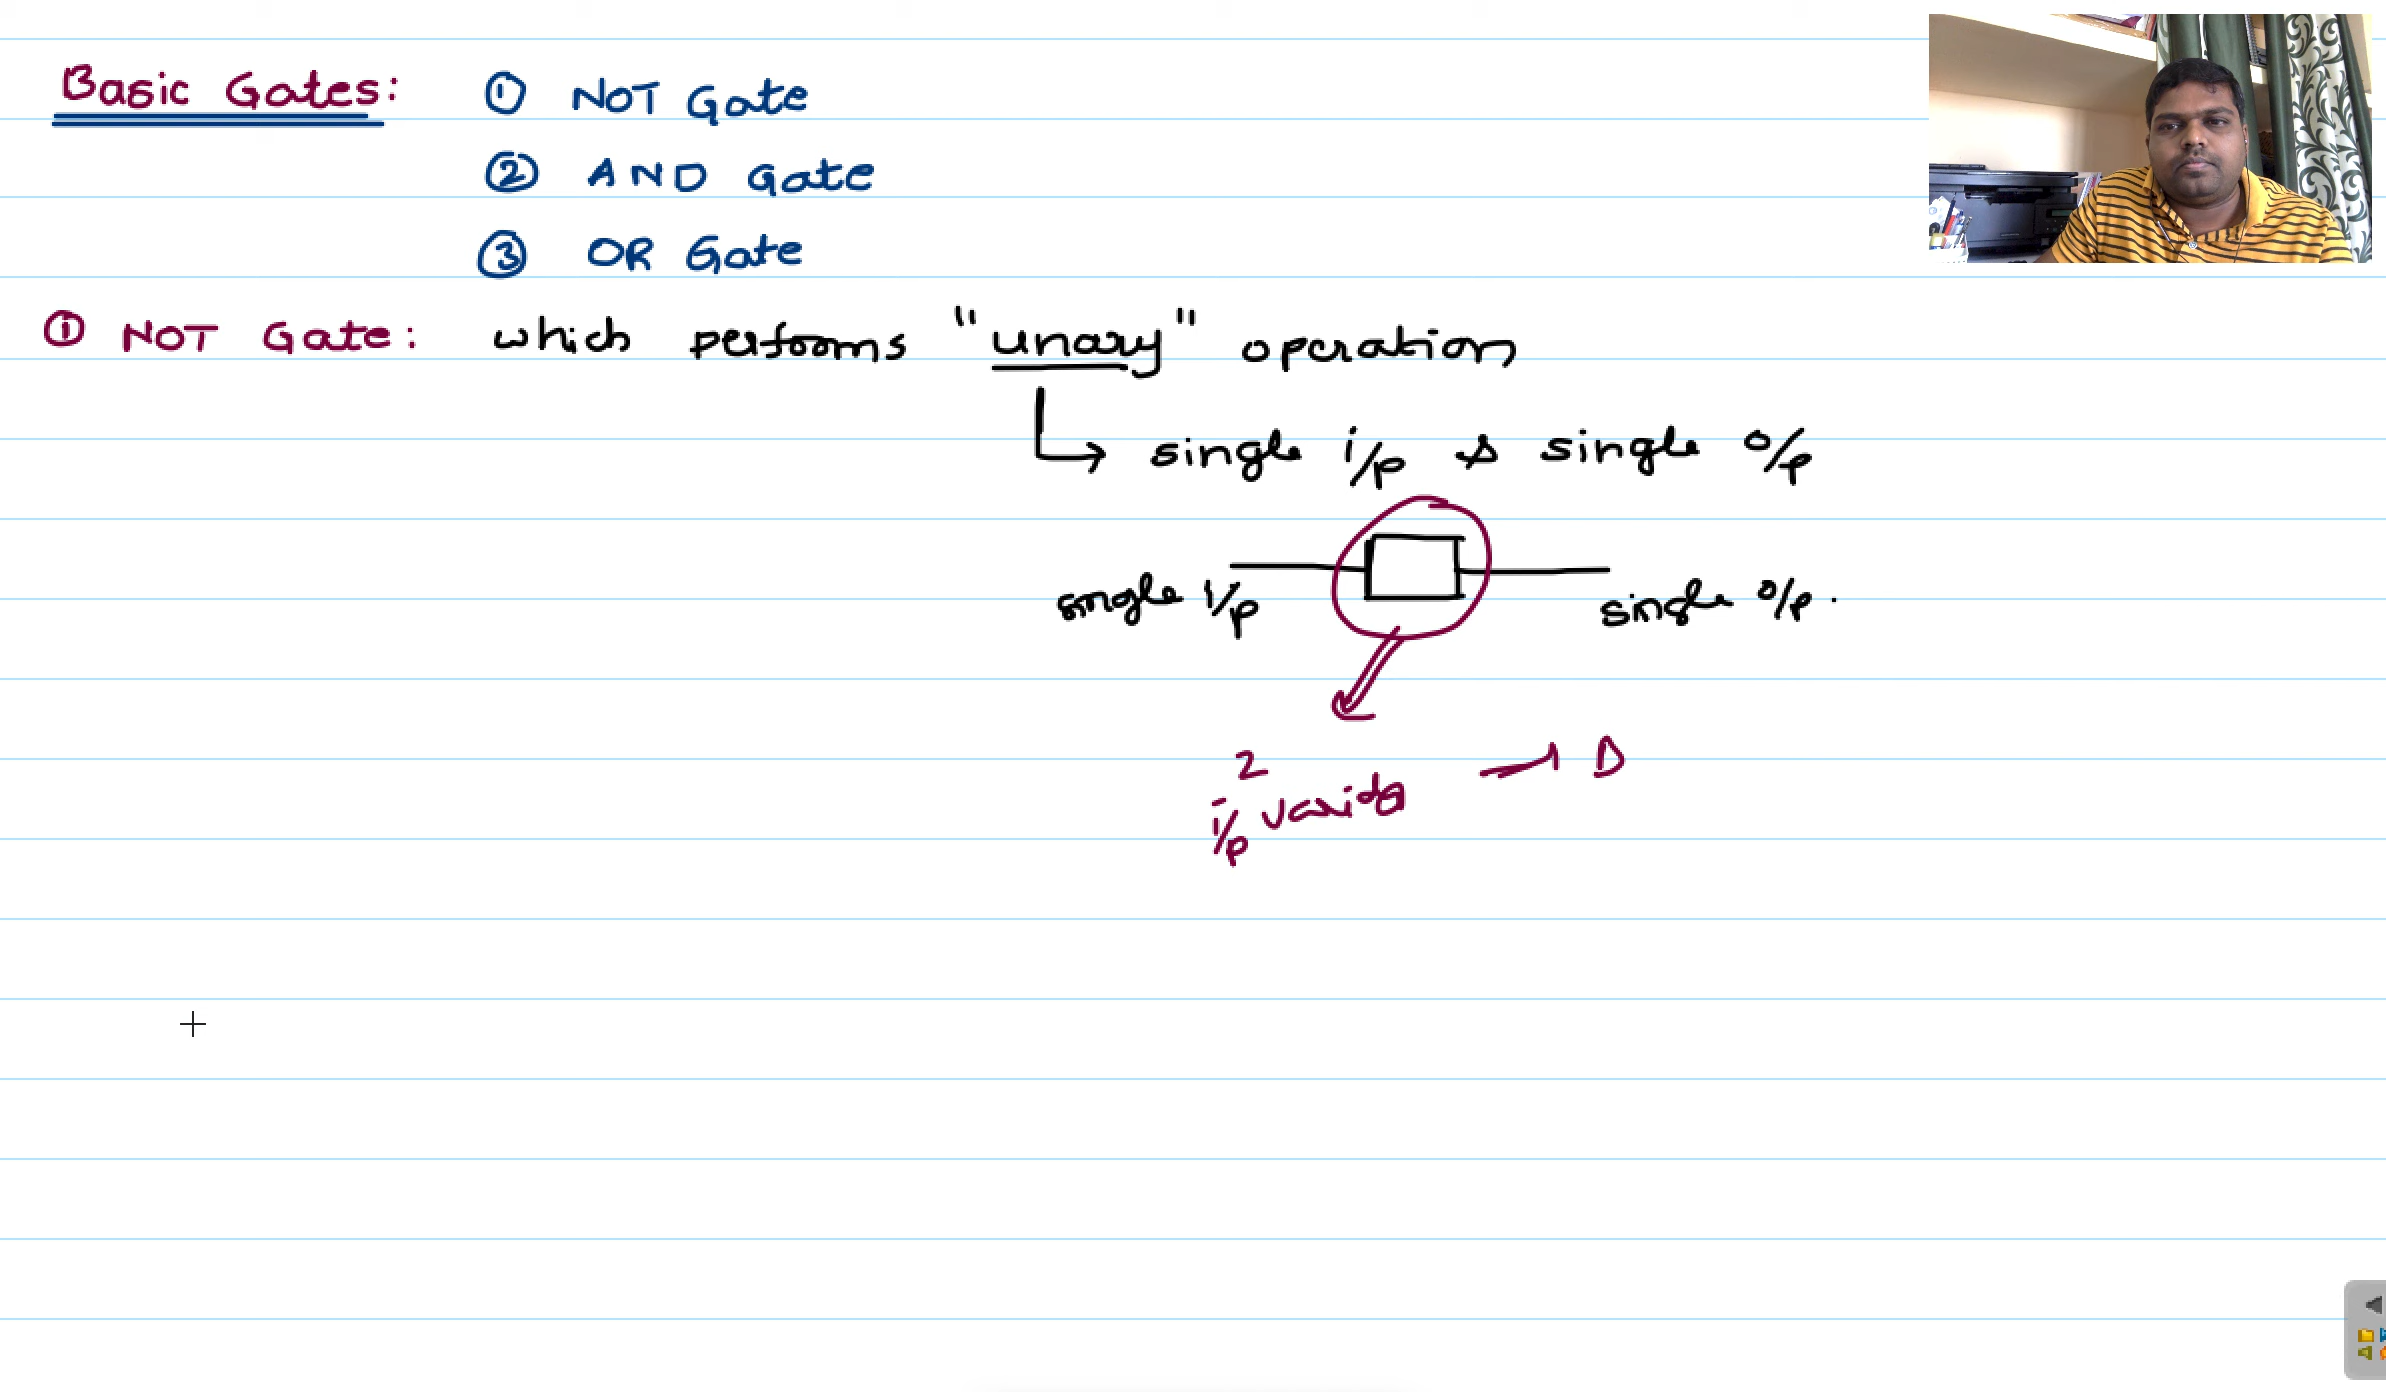 Basic Gates: ① NOT Gate
② AND Gate
③ OR Gate
① NOT Gate: which performs "unary" operation
↳ single i/p & single o/p
single i/p single o/p.
2
i/p